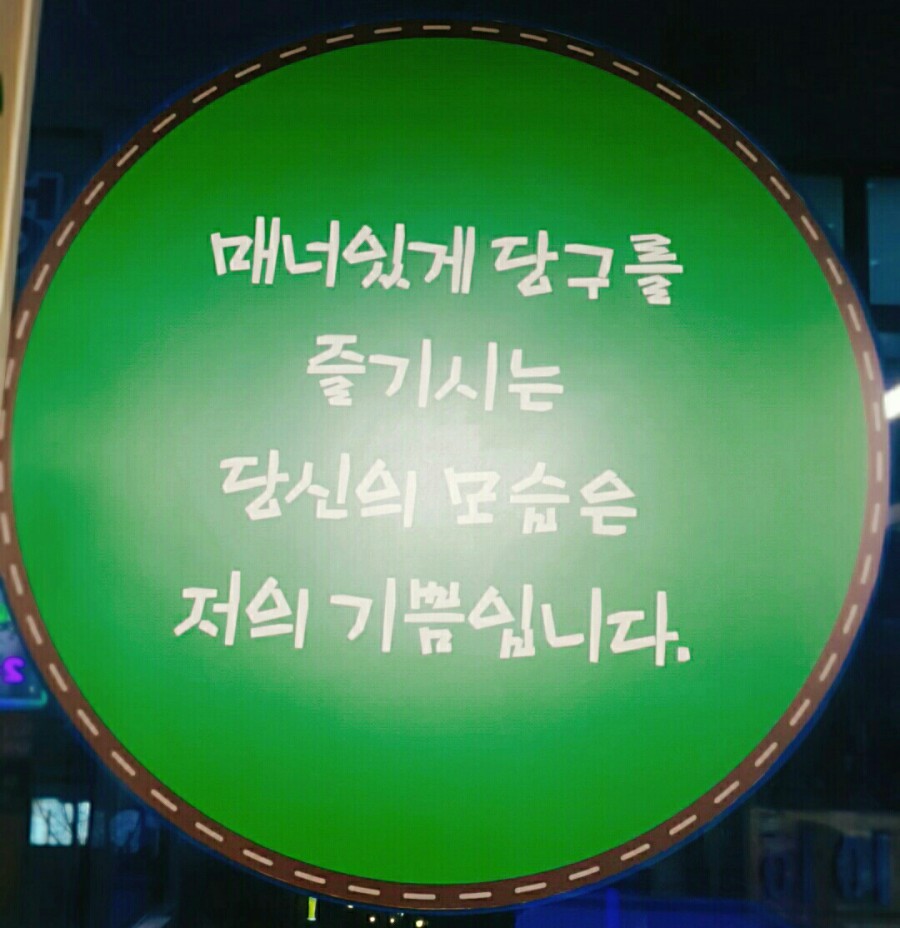 매너있게 당구를
즐기시는
당신의 모습은
저의 기쁨입니다.